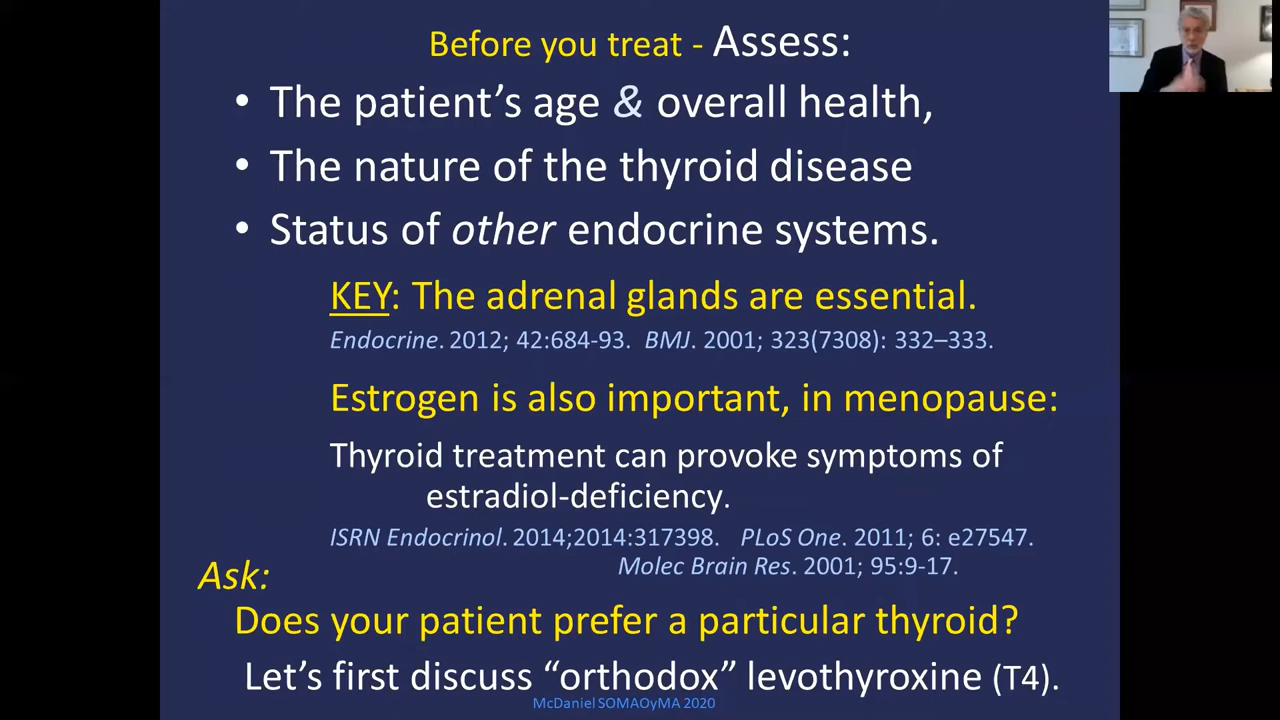 Before you treat - Assess:
• The patient’s age & overall health,
• The nature of the thyroid disease
• Status of other endocrine systems.
KEY: The adrenal glands are essential.
Endocrine. 2012; 42:684-93. BMJ. 2001; 323(7308): 332–333.
Estrogen is also important, in menopause:
Thyroid treatment can provoke symptoms of
estradiol-deficiency.
ISRN Endocrinol. 2014;2014:317398. PLoS One. 2011; 6: e27547.
Molec Brain Res. 2001; 95:9-17.
Ask:
Does your patient prefer a particular thyroid?
Let’s first discuss “orthodox” levothyroxine (T4).
McDaniel SOMAOyMA 2020